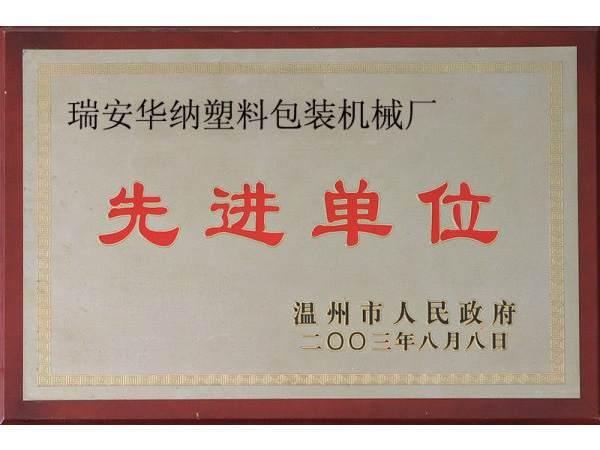 瑞安华纳塑料包装机械厂
先进单位
温州市人民政府
二〇〇三年八月八日